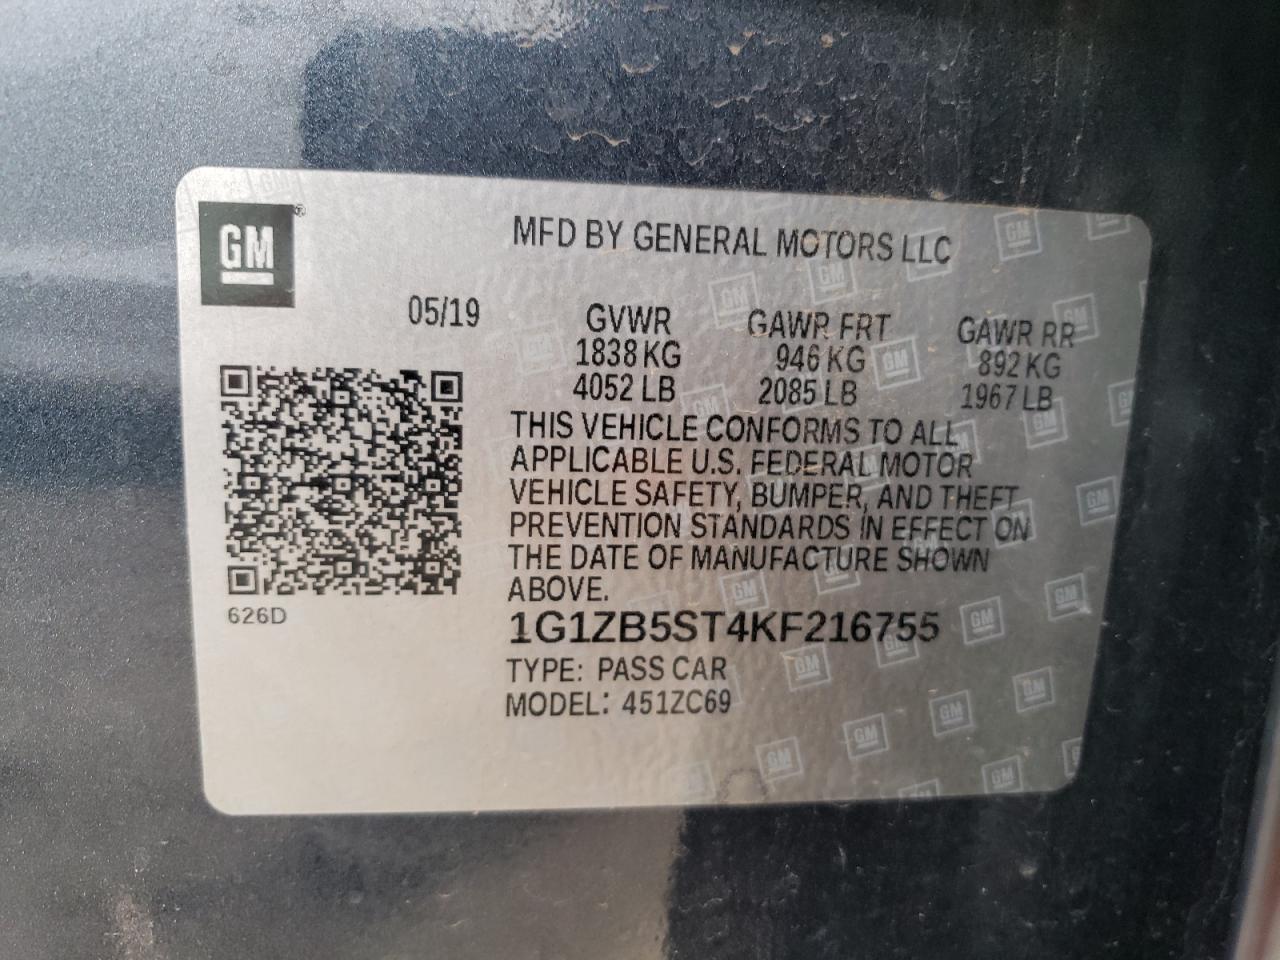 GM ®
MFD BY GENERAL MOTORS LLC
05/19
GVWR GAWR FRT GAWR RR
1838 KG 946 KG 892 KG
4052 LB 2085 LB 1967 LB
THIS VEHICLE CONFORMS TO ALL
APPLICABLE U.S. FEDERAL MOTOR
VEHICLE SAFETY, BUMPER, AND THEFT
PREVENTION STANDARDS IN EFFECT ON
THE DATE OF MANUFACTURE SHOWN
ABOVE.
626D
1G1ZB5ST4KF216755
TYPE: PASS CAR
MODEL: 451ZC69